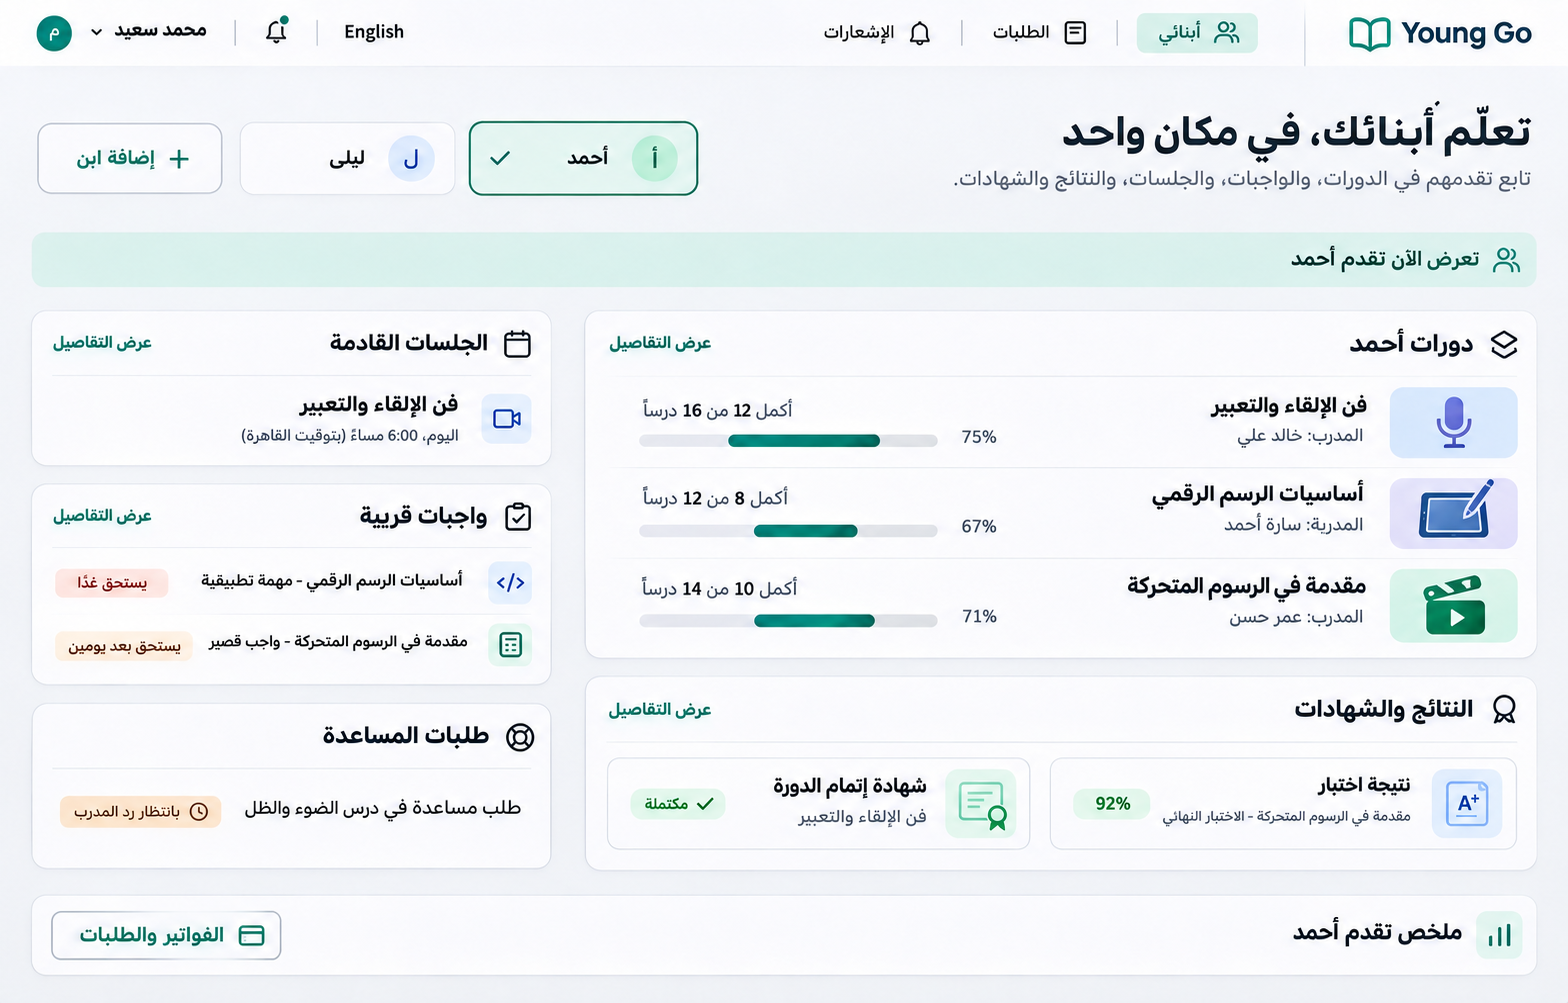 Young Go
أبنائي
الطلبات
الإشعارات
English
محمد سعيد
م
تعلّم أبنائك، في مكان واحد
تابع تقدمهم في الدورات، والواجبات، والجلسات، والنتائج والشهادات.
أ
أحمد
ل
ليلى
إضافة ابن
تعرض الآن تقدم أحمد
دورات أحمد
عرض التفاصيل
فن الإلقاء والتعبير
المدرب: خالد علي
75%
أكمل 12 من 16 درساً
أساسيات الرسم الرقمي
المدربة: سارة أحمد
67%
أكمل 8 من 12 درساً
مقدمة في الرسوم المتحركة
المدرب: عمر حسن
71%
أكمل 10 من 14 درساً
النتائج والشهادات
عرض التفاصيل
A+
نتيجة اختبار
مقدمة في الرسوم المتحركة - الاختبار النهائي
92%
شهادة إتمام الدورة
فن الإلقاء والتعبير
مكتملة
الجلسات القادمة
عرض التفاصيل
فن الإلقاء والتعبير
اليوم، 6:00 مساءً (بتوقيت القاهرة)
واجبات قريبة
عرض التفاصيل
</>
أساسيات الرسم الرقمي - مهمة تطبيقية
يستحق غدًا
مقدمة في الرسوم المتحركة - واجب قصير
يستحق بعد يومين
طلبات المساعدة
طلب مساعدة في درس الضوء والظل
بانتظار رد المدرب
ملخص تقدم أحمد
الفواتير والطلبات